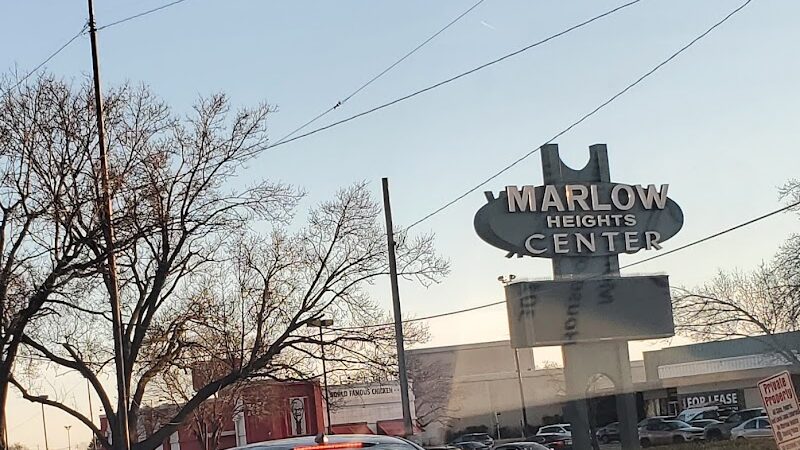 MARLOW
HEIGHTS
CENTER
WORLD FAMOUS CHICKEN
FOR LEASE
Private
Property